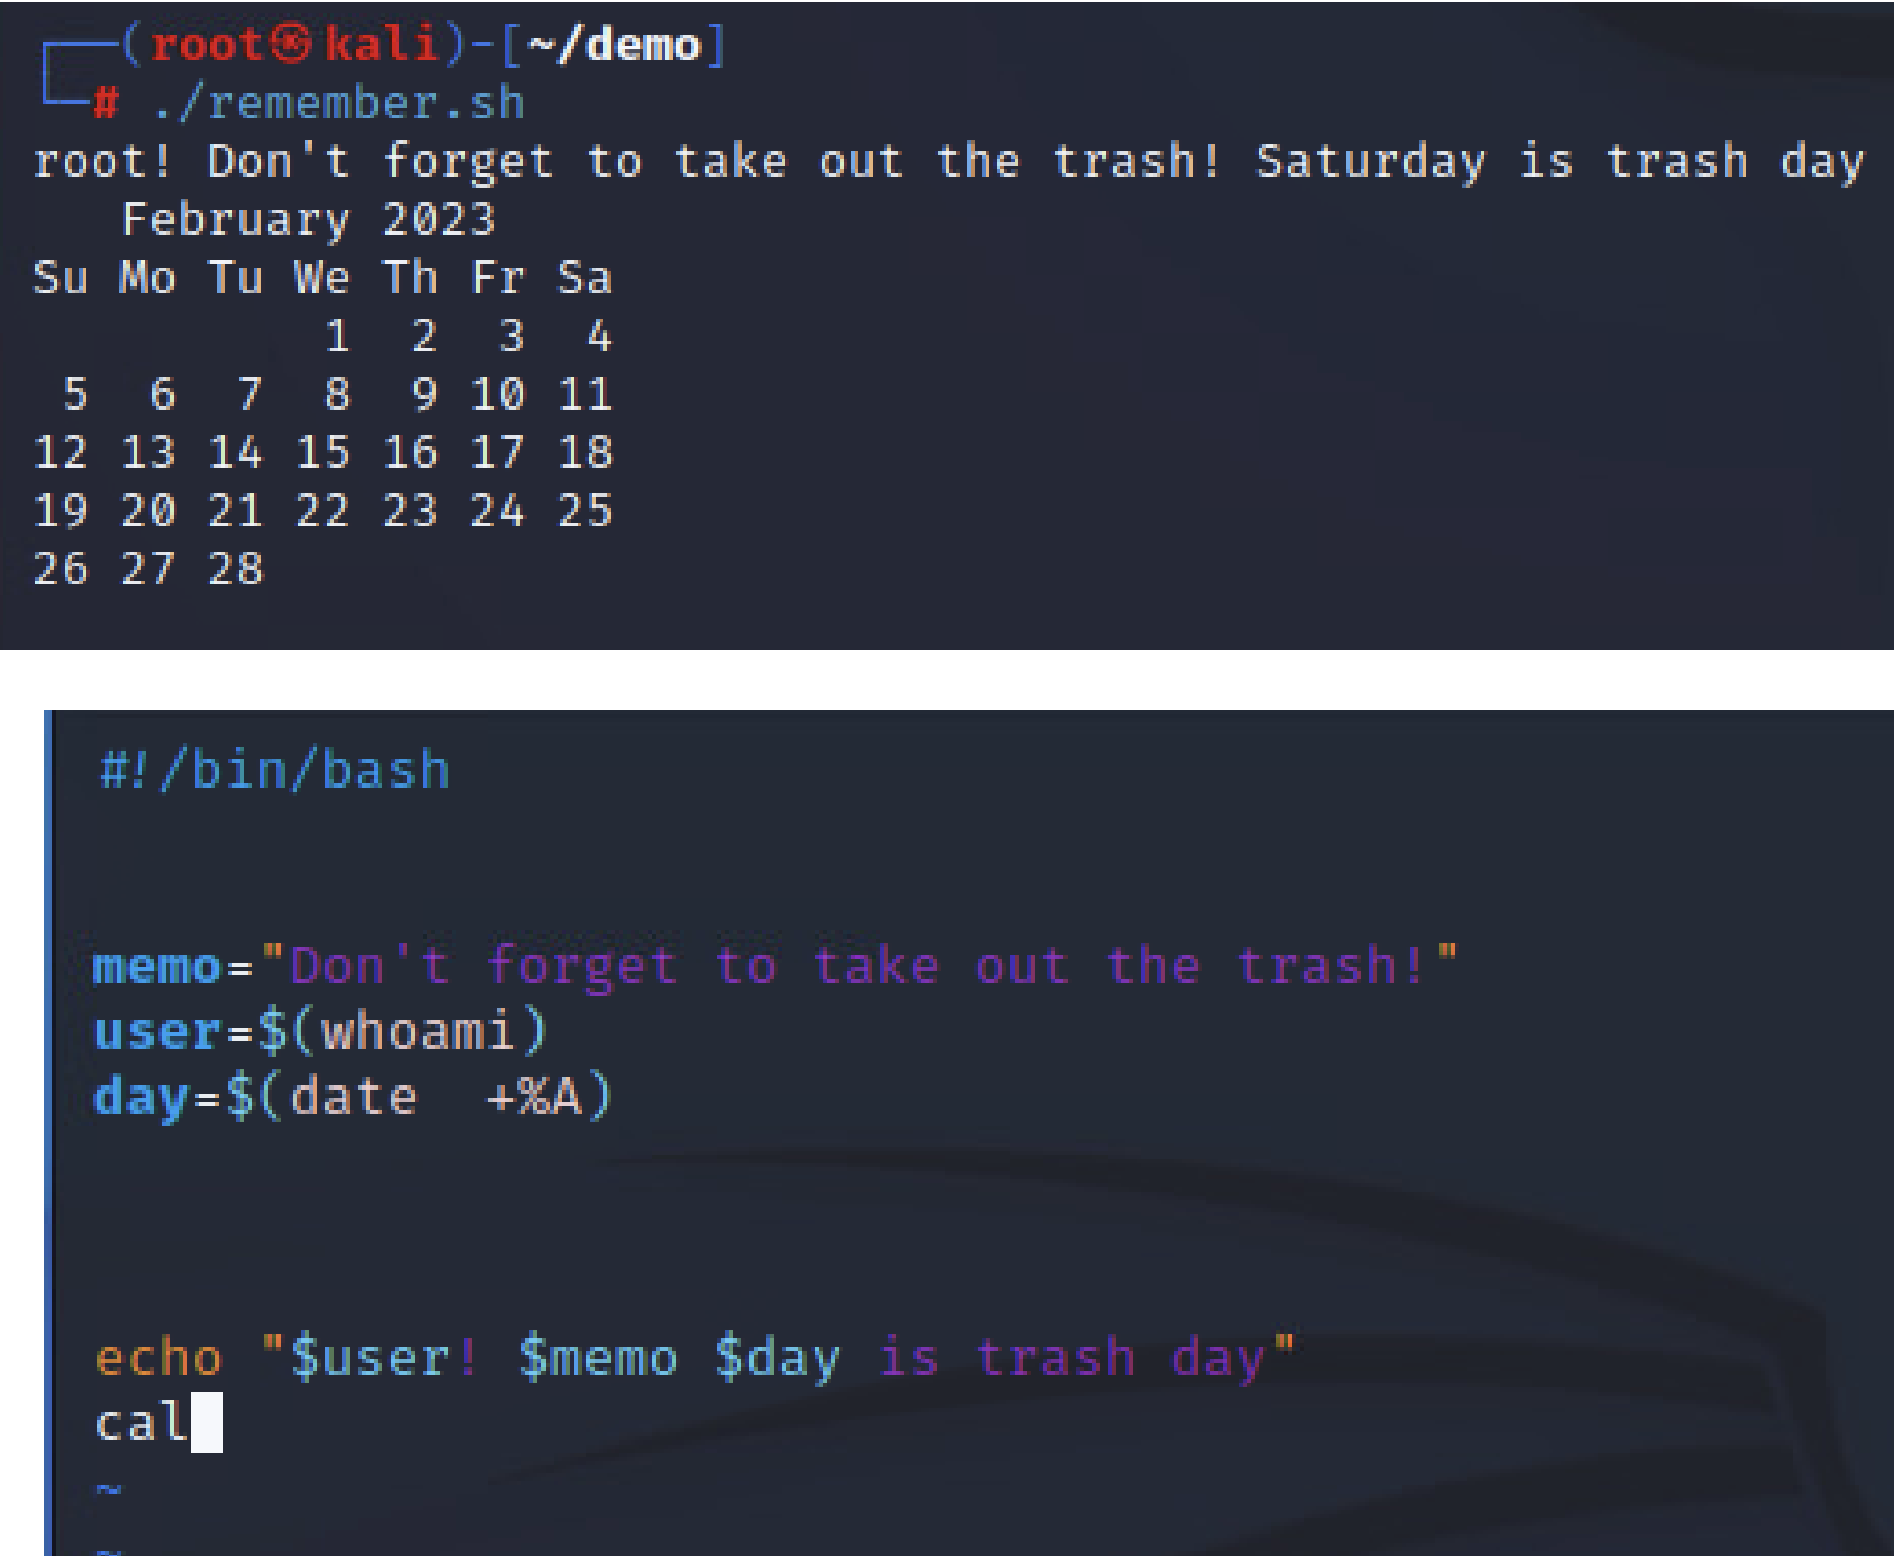 ┌──(root㉿kali)-[~/demo]
└─# ./remember.sh
root! Don't forget to take out the trash! Saturday is trash day
   February 2023
Su Mo Tu We Th Fr Sa
          1  2  3  4
 5  6  7  8  9 10 11
12 13 14 15 16 17 18
19 20 21 22 23 24 25
26 27 28
#!/bin/bash
memo="Don't forget to take out the trash!"
user=$(whoami)
day=$(date  +%A)
echo "$user! $memo $day is trash day"
cal
~
~